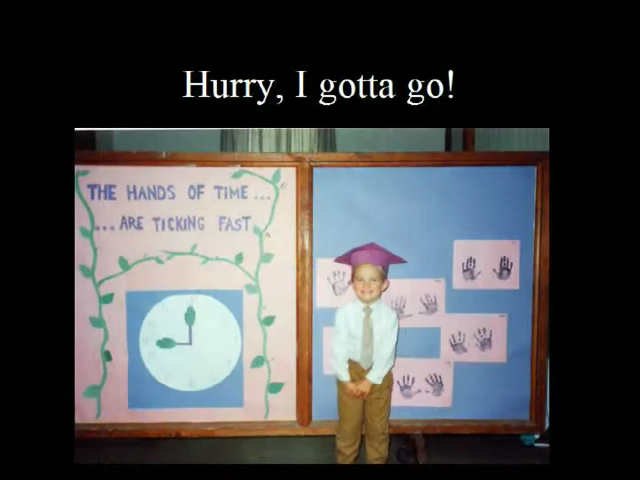 Hurry, I gotta go!
THE HANDS OF TIME...
...ARE TICKING FAST